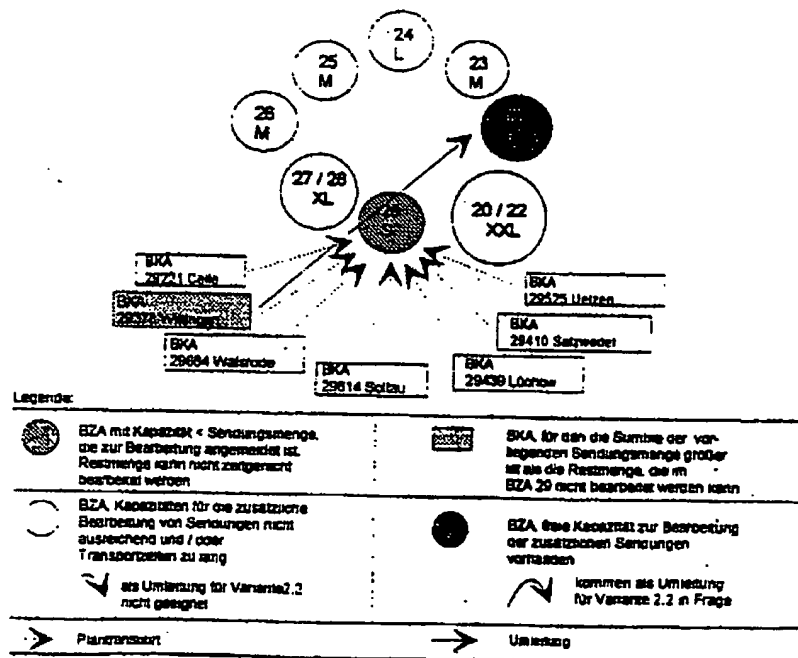 24
L
25
M
23
M
26
M
27 / 28
XL
20 / 22
XXL
BKA
29221 Celle
BKA
BKA
29664 Walsrode
BKA
29614 Soltau
BKA
29439 Lüchow
BKA
29410 Salzwedel
BKA
29525 Uelzen
Legende:
BZA mit Kapazität < Sendungsmenge,
die zur Bearbeitung angemeldet ist.
Restmenge kann nicht zeitgerecht
bearbeitet werden
BKA, für den die Summe der vor-
liegenden Sendungsmenge größer
ist als die Restmenge, die im
BZA 29 nicht bearbeitet werden kann
BZA, Kapazitäten für die zusätzliche
Bearbeitung von Sendungen nicht
ausreichend und / oder
Transportzeiten zu lang
als Umleitung für Variante2.2
nicht geeignet
BZA, freie Kapazität zur Bearbeitung
der zusätzlichen Sendungen
vorhanden
kommen als Umleitung
für Variante 2.2 in Frage
Plantransport
Umleitung